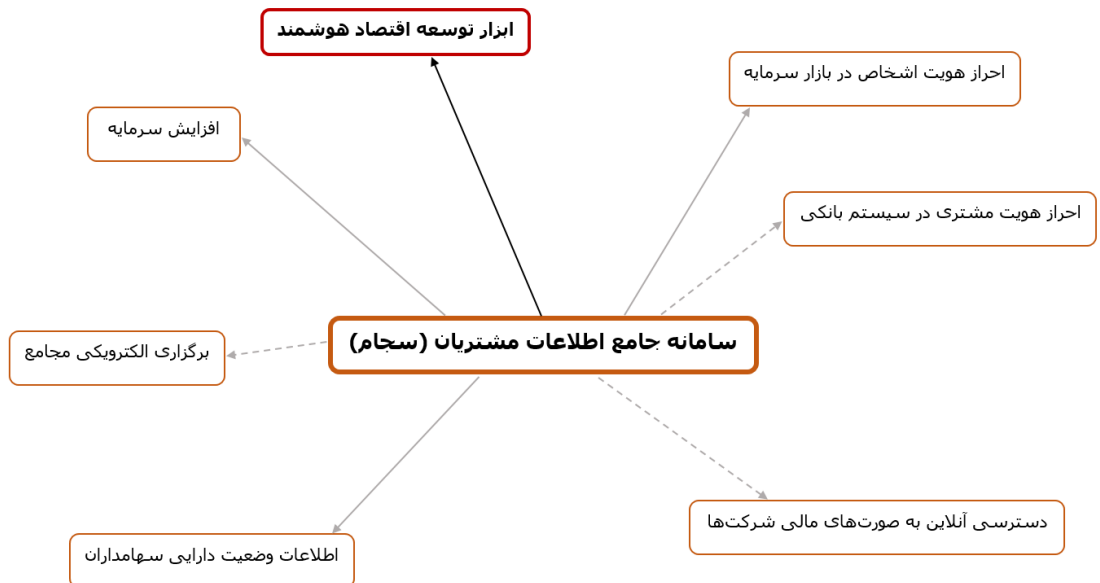 ابزار توسعه اقتصاد هوشمند
احراز هویت اشخاص در بازار سرمایه
افزایش سرمایه
احراز هویت مشتری در سیستم بانکی
سامانه جامع اطلاعات مشتریان (سجام)
برگزاری الکترویکی مجامع
دسترسی آنلاین به صورت‌های مالی شرکت‌ها
اطلاعات وضعیت دارایی سهامداران